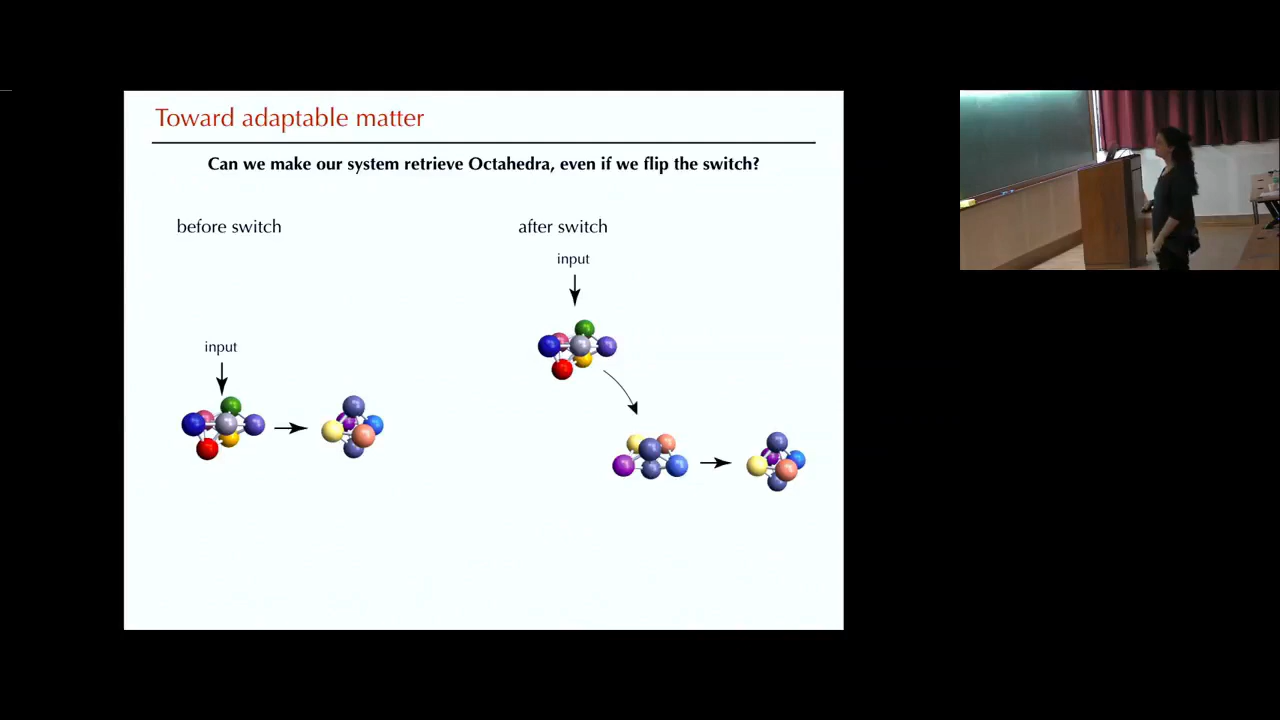 Toward adaptable matter
Can we make our system retrieve Octahedra, even if we flip the switch?
before switch
after switch
input
input